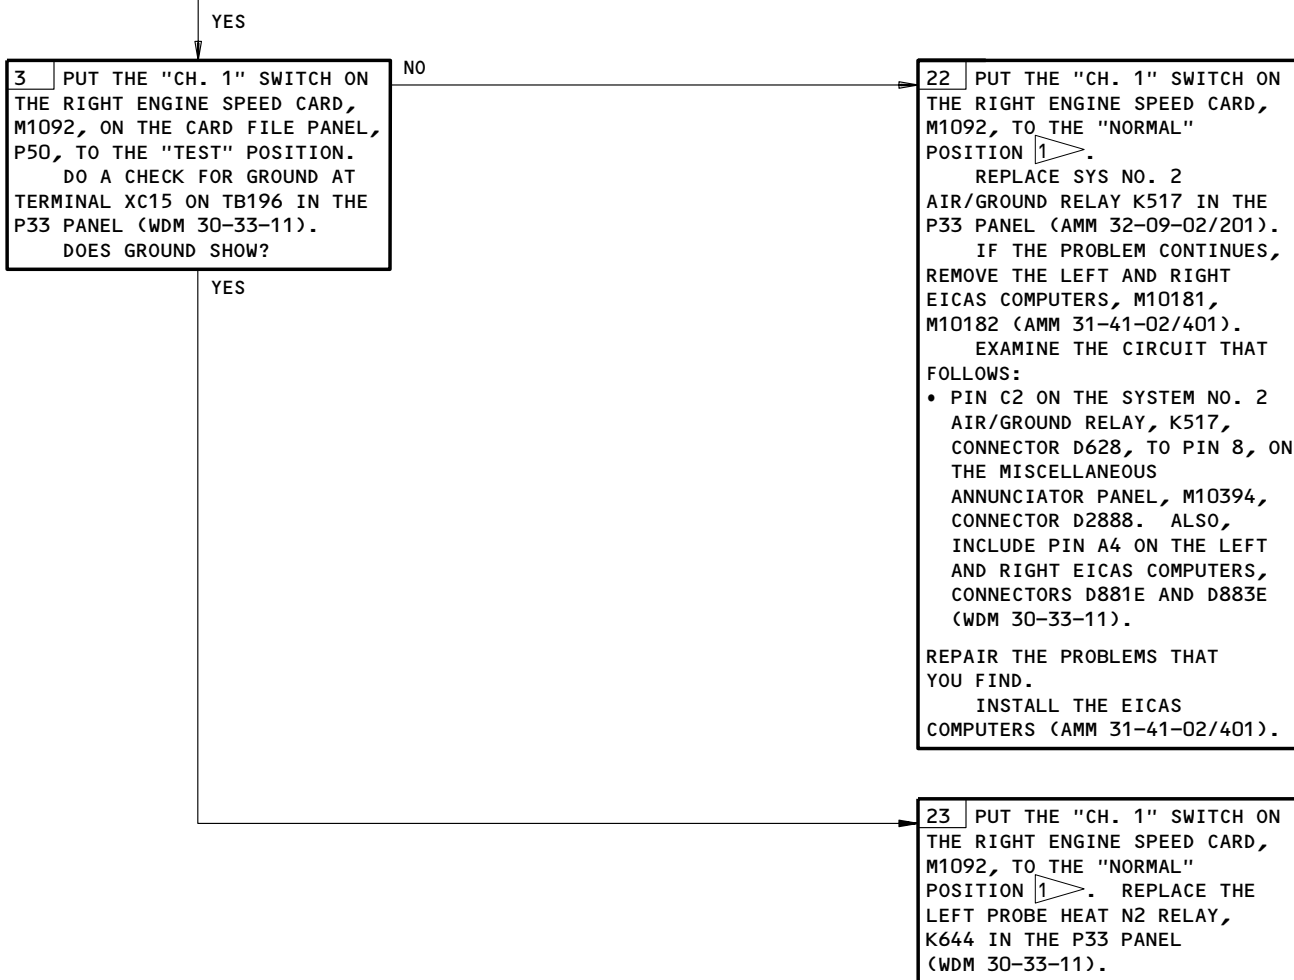 YES
3 PUT THE "CH. 1" SWITCH ON
THE RIGHT ENGINE SPEED CARD,
M1092, ON THE CARD FILE PANEL,
P50, TO THE "TEST" POSITION.
DO A CHECK FOR GROUND AT
TERMINAL XC15 ON TB196 IN THE
P33 PANEL (WDM 30-33-11).
DOES GROUND SHOW?
NO
YES
22 PUT THE "CH. 1" SWITCH ON
THE RIGHT ENGINE SPEED CARD,
M1092, TO THE "NORMAL"
POSITION 1.
REPLACE SYS NO. 2
AIR/GROUND RELAY K517 IN THE
P33 PANEL (AMM 32-09-02/201).
IF THE PROBLEM CONTINUES,
REMOVE THE LEFT AND RIGHT
EICAS COMPUTERS, M10181,
M10182 (AMM 31-41-02/401).
EXAMINE THE CIRCUIT THAT
FOLLOWS:
• PIN C2 ON THE SYSTEM NO. 2
AIR/GROUND RELAY, K517,
CONNECTOR D628, TO PIN 8, ON
THE MISCELLANEOUS
ANNUNCIATOR PANEL, M10394,
CONNECTOR D2888. ALSO,
INCLUDE PIN A4 ON THE LEFT
AND RIGHT EICAS COMPUTERS,
CONNECTORS D881E AND D883E
(WDM 30-33-11).
REPAIR THE PROBLEMS THAT
YOU FIND.
INSTALL THE EICAS
COMPUTERS (AMM 31-41-02/401).
23 PUT THE "CH. 1" SWITCH ON
THE RIGHT ENGINE SPEED CARD,
M1092, TO THE "NORMAL"
POSITION 1. REPLACE THE
LEFT PROBE HEAT N2 RELAY,
K644 IN THE P33 PANEL
(WDM 30-33-11).